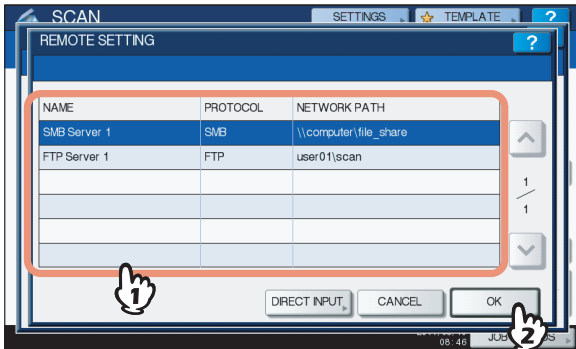 SCAN SETTINGS TEMPLATE ?
REMOTE SETTING ?
NAME PROTOCOL NETWORK PATH
SMB Server 1 SMB \\computer\file_share
FTP Server 1 FTP user01\scan
1
1
1
DIRECT INPUT CANCEL OK
2
08:46